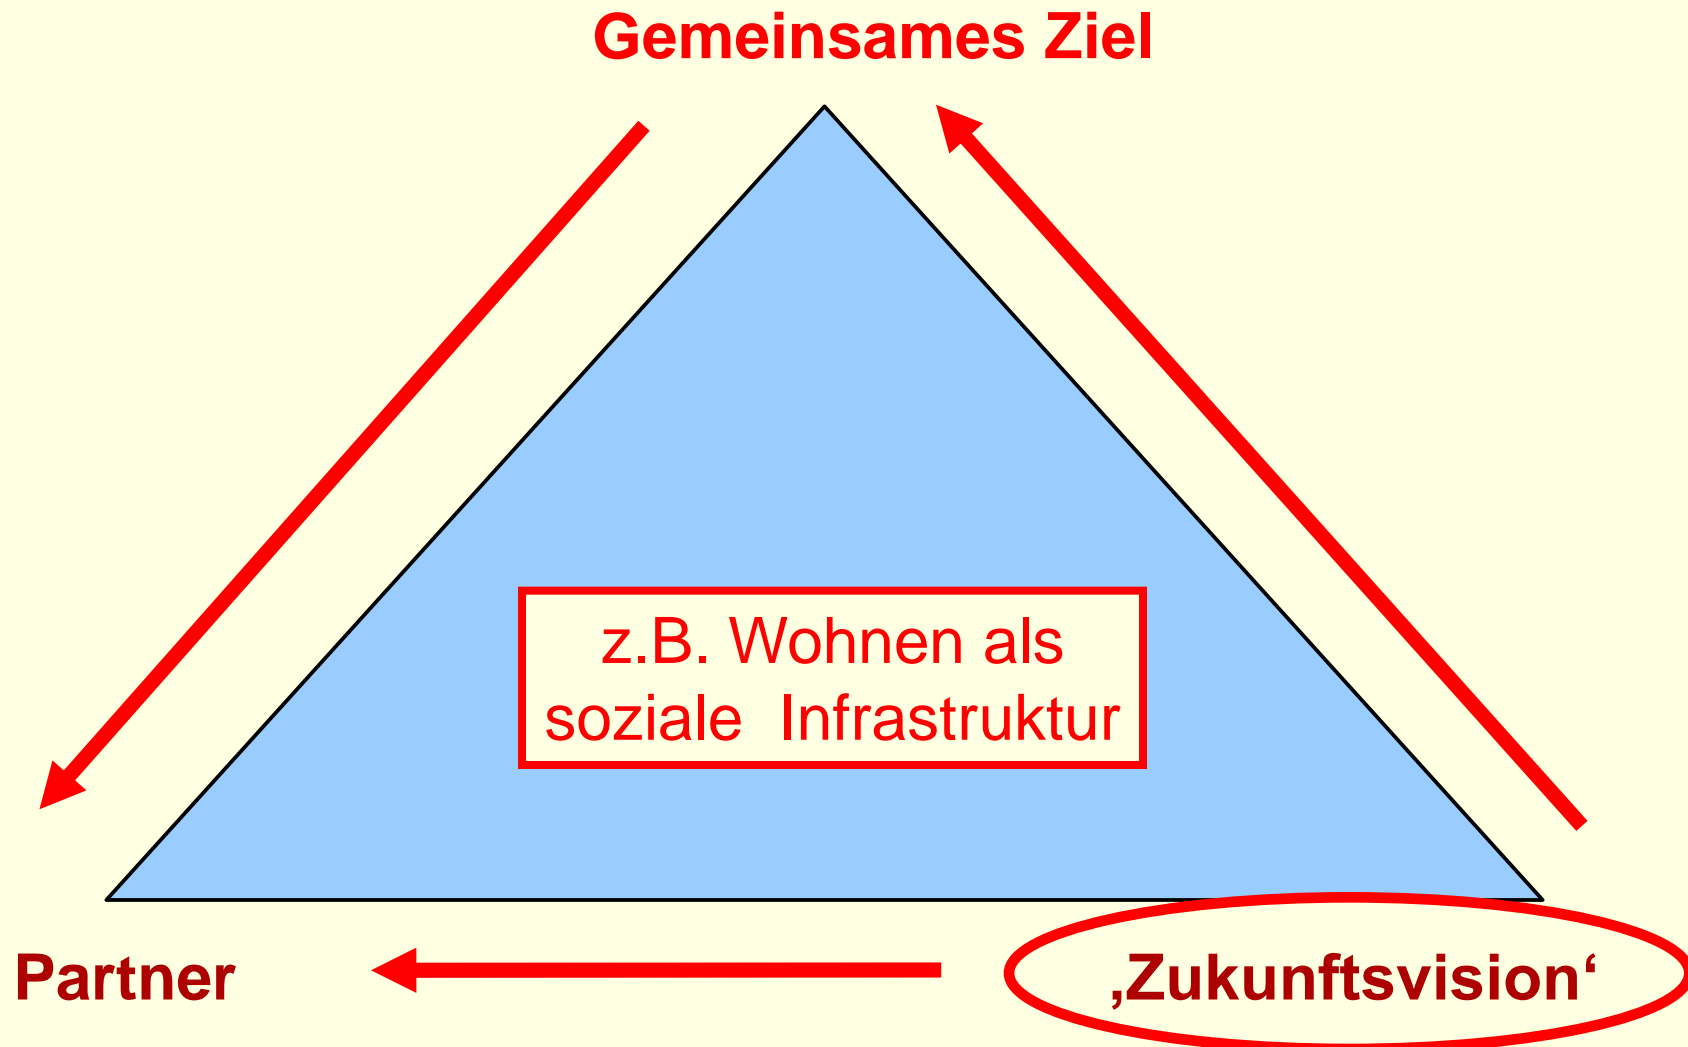 Gemeinsames Ziel
z.B. Wohnen als
soziale  Infrastruktur
Partner
‚Zukunftsvision‘